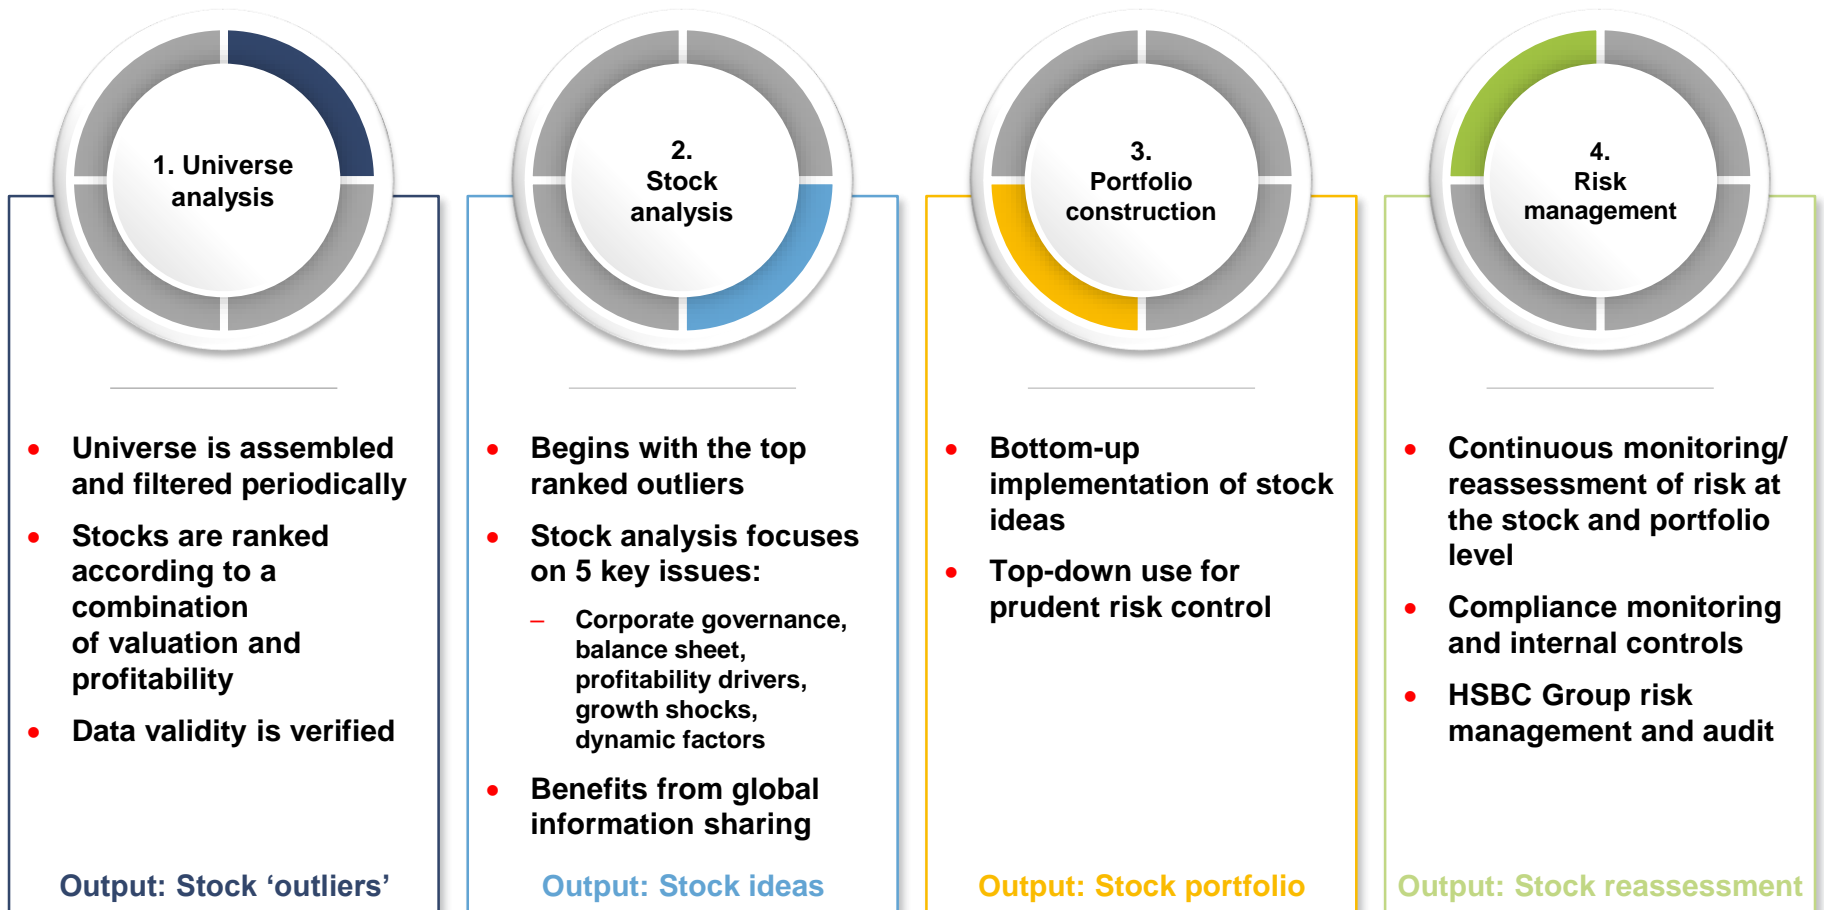 1. Universe
analysis
• Universe is assembled
and filtered periodically
• Stocks are ranked
according to a
combination
of valuation and
profitability
• Data validity is verified
Output: Stock ‘outliers’
2.
Stock
analysis
• Begins with the top
ranked outliers
• Stock analysis focuses
on 5 key issues:
– Corporate governance,
balance sheet,
profitability drivers,
growth shocks,
dynamic factors
• Benefits from global
information sharing
Output: Stock ideas
3.
Portfolio
construction
• Bottom-up
implementation of stock
ideas
• Top-down use for
prudent risk control
Output: Stock portfolio
4.
Risk
management
• Continuous monitoring/
reassessment of risk at
the stock and portfolio
level
• Compliance monitoring
and internal controls
• HSBC Group risk
management and audit
Output: Stock reassessment